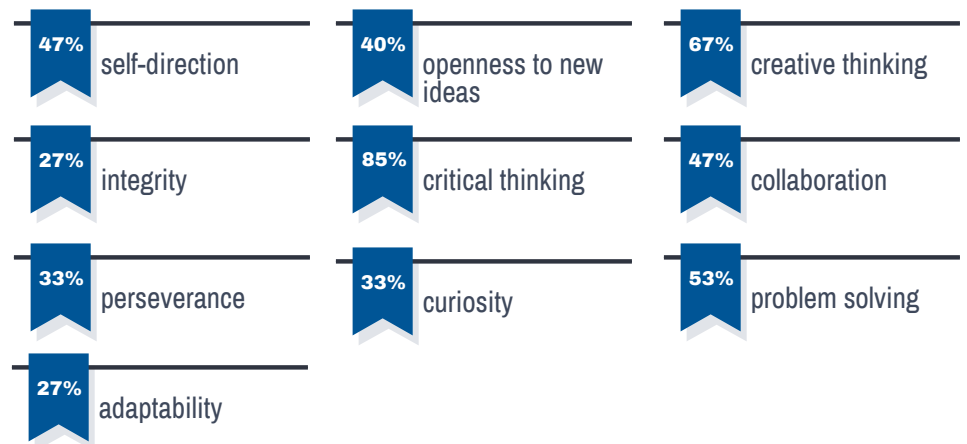 47%
self-direction
40%
openness to new
ideas
67%
creative thinking
27%
integrity
85%
critical thinking
47%
collaboration
33%
perseverance
33%
curiosity
53%
problem solving
27%
adaptability